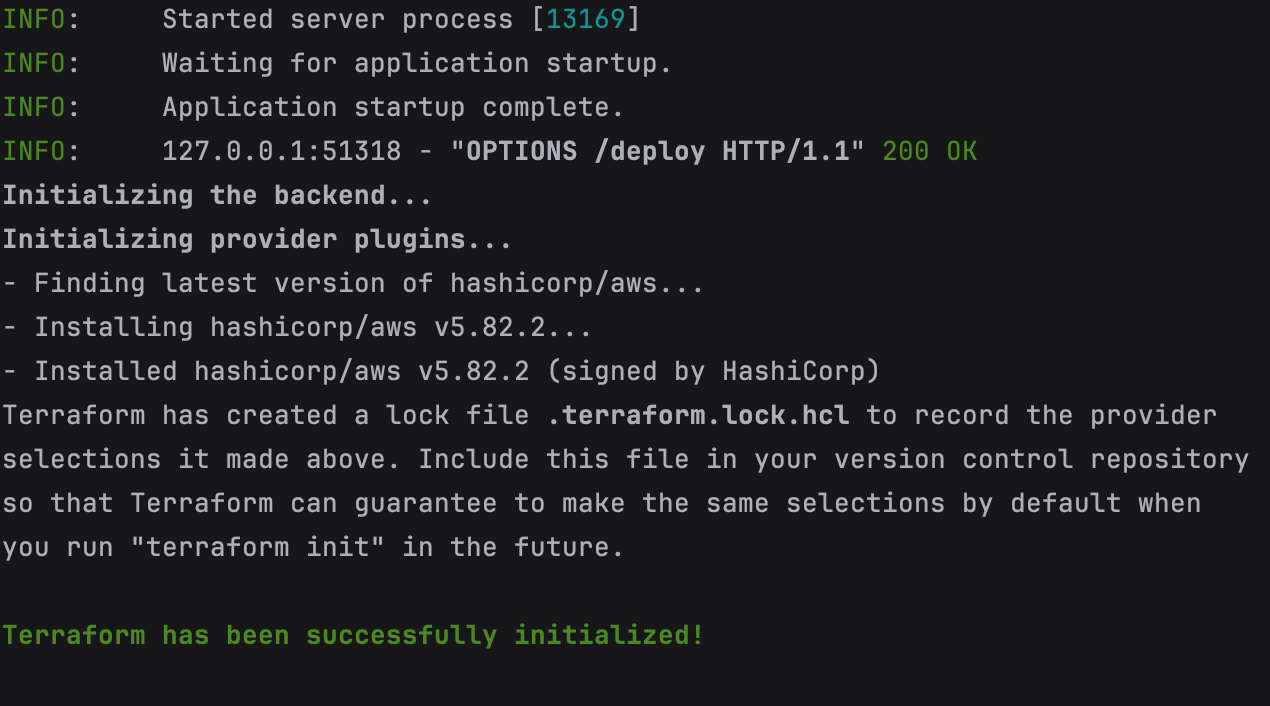 INFO:     Started server process [13169]
INFO:     Waiting for application startup.
INFO:     Application startup complete.
INFO:     127.0.0.1:51318 - "OPTIONS /deploy HTTP/1.1" 200 OK
Initializing the backend...
Initializing provider plugins...
- Finding latest version of hashicorp/aws...
- Installing hashicorp/aws v5.82.2...
- Installed hashicorp/aws v5.82.2 (signed by HashiCorp)
Terraform has created a lock file .terraform.lock.hcl to record the provider
selections it made above. Include this file in your version control repository
so that Terraform can guarantee to make the same selections by default when
you run "terraform init" in the future.
Terraform has been successfully initialized!